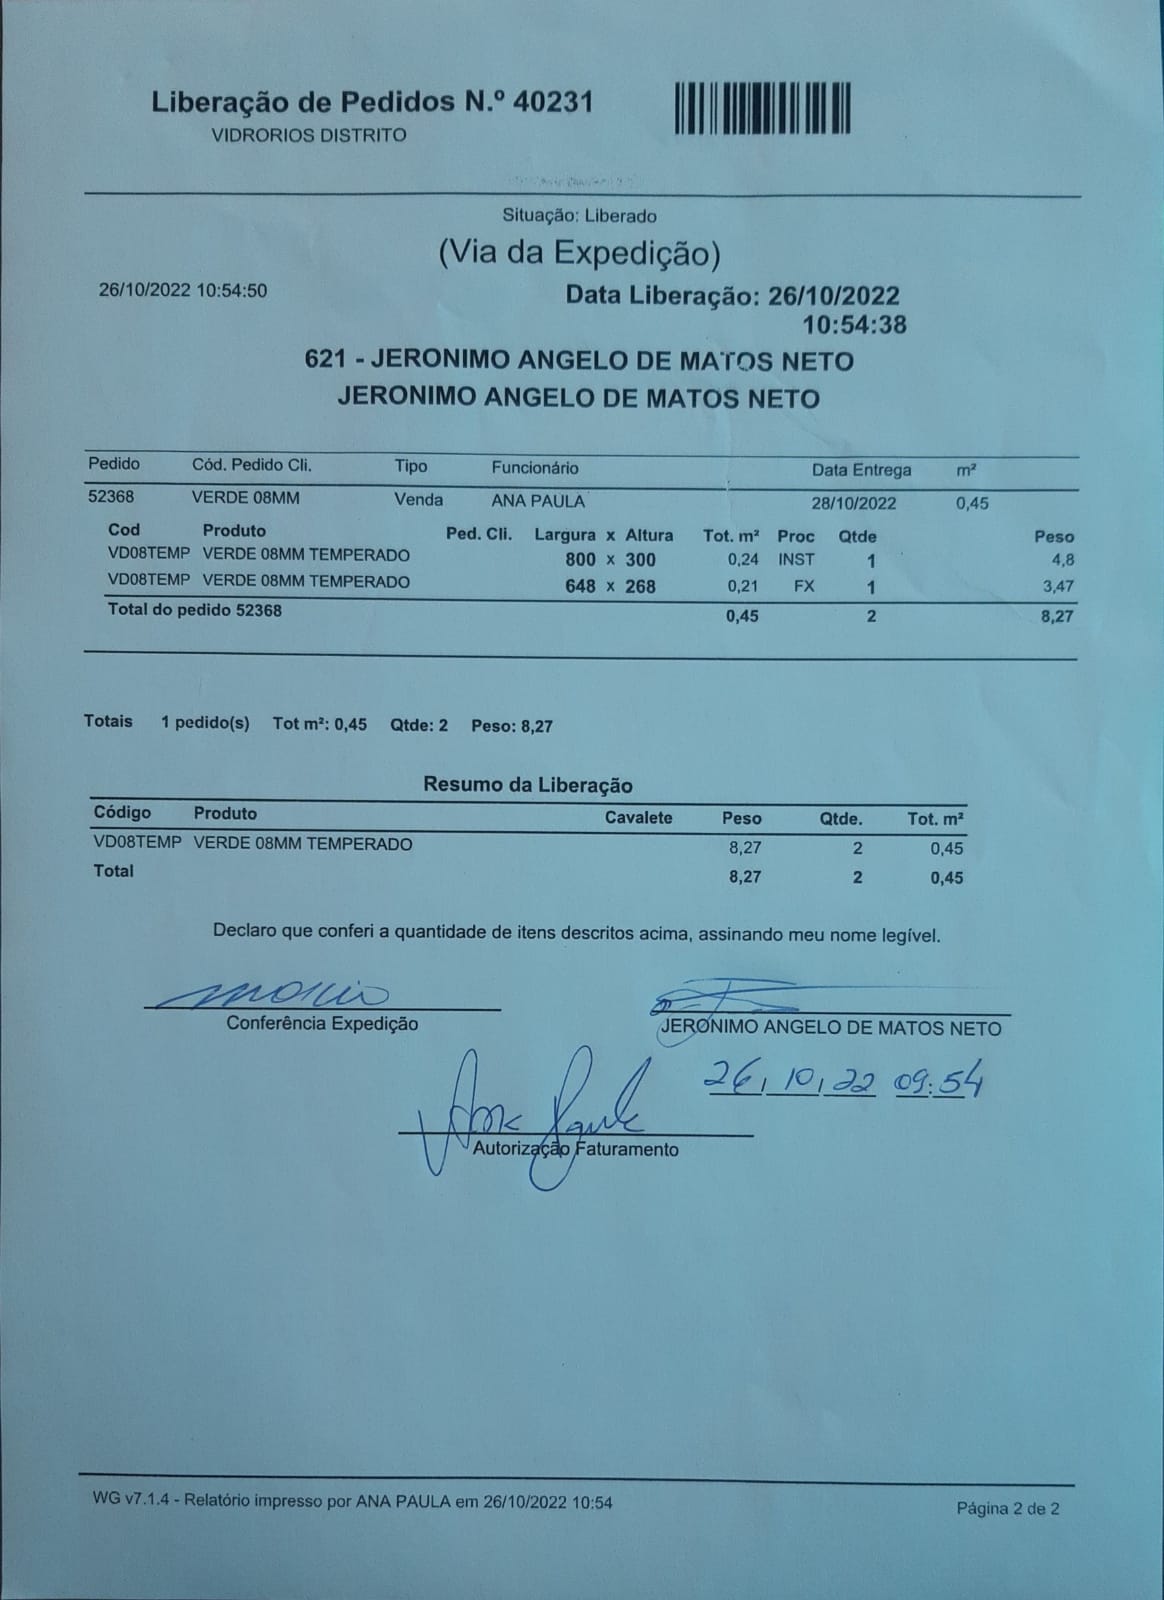 Liberação de Pedidos N.º 40231
VIDRORIOS DISTRITO
Situação: Liberado
(Via da Expedição)
26/10/2022 10:54:50
Data Liberação: 26/10/2022
10:54:38
621 - JERONIMO ANGELO DE MATOS NETO
JERONIMO ANGELO DE MATOS NETO
Pedido Cód. Pedido Cli. Tipo Funcionário Data Entrega m²
52368 VERDE 08MM Venda ANA PAULA 28/10/2022 0,45
Cod Produto Ped. Cli. Largura x Altura Tot. m² Proc Qtde Peso
VD08TEMP VERDE 08MM TEMPERADO 800 x 300 0,24 INST 1 4,8
VD08TEMP VERDE 08MM TEMPERADO 648 x 268 0,21 FX 1 3,47
Total do pedido 52368 0,45 2 8,27
Totais 1 pedido(s) Tot m²: 0,45 Qtde: 2 Peso: 8,27
Resumo da Liberação
Código Produto Cavalete Peso Qtde. Tot. m²
VD08TEMP VERDE 08MM TEMPERADO 8,27 2 0,45
Total 8,27 2 0,45
Declaro que conferi a quantidade de itens descritos acima, assinando meu nome legível.
Conferência Expedição
JERONIMO ANGELO DE MATOS NETO
26, 10, 22 09:54
Ana Paula
Autorização Faturamento
WG v7.1.4 - Relatório impresso por ANA PAULA em 26/10/2022 10:54
Página 2 de 2